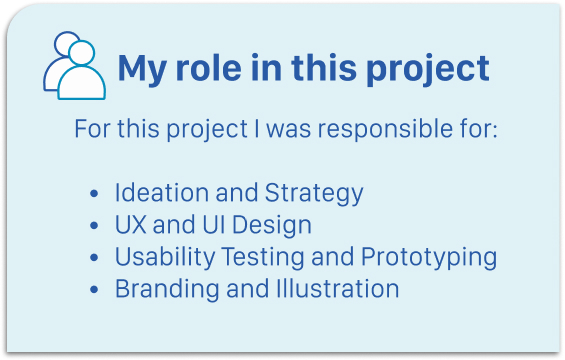 My role in this project
For this project I was responsible for:
• Ideation and Strategy
• UX and UI Design
• Usability Testing and Prototyping
• Branding and Illustration